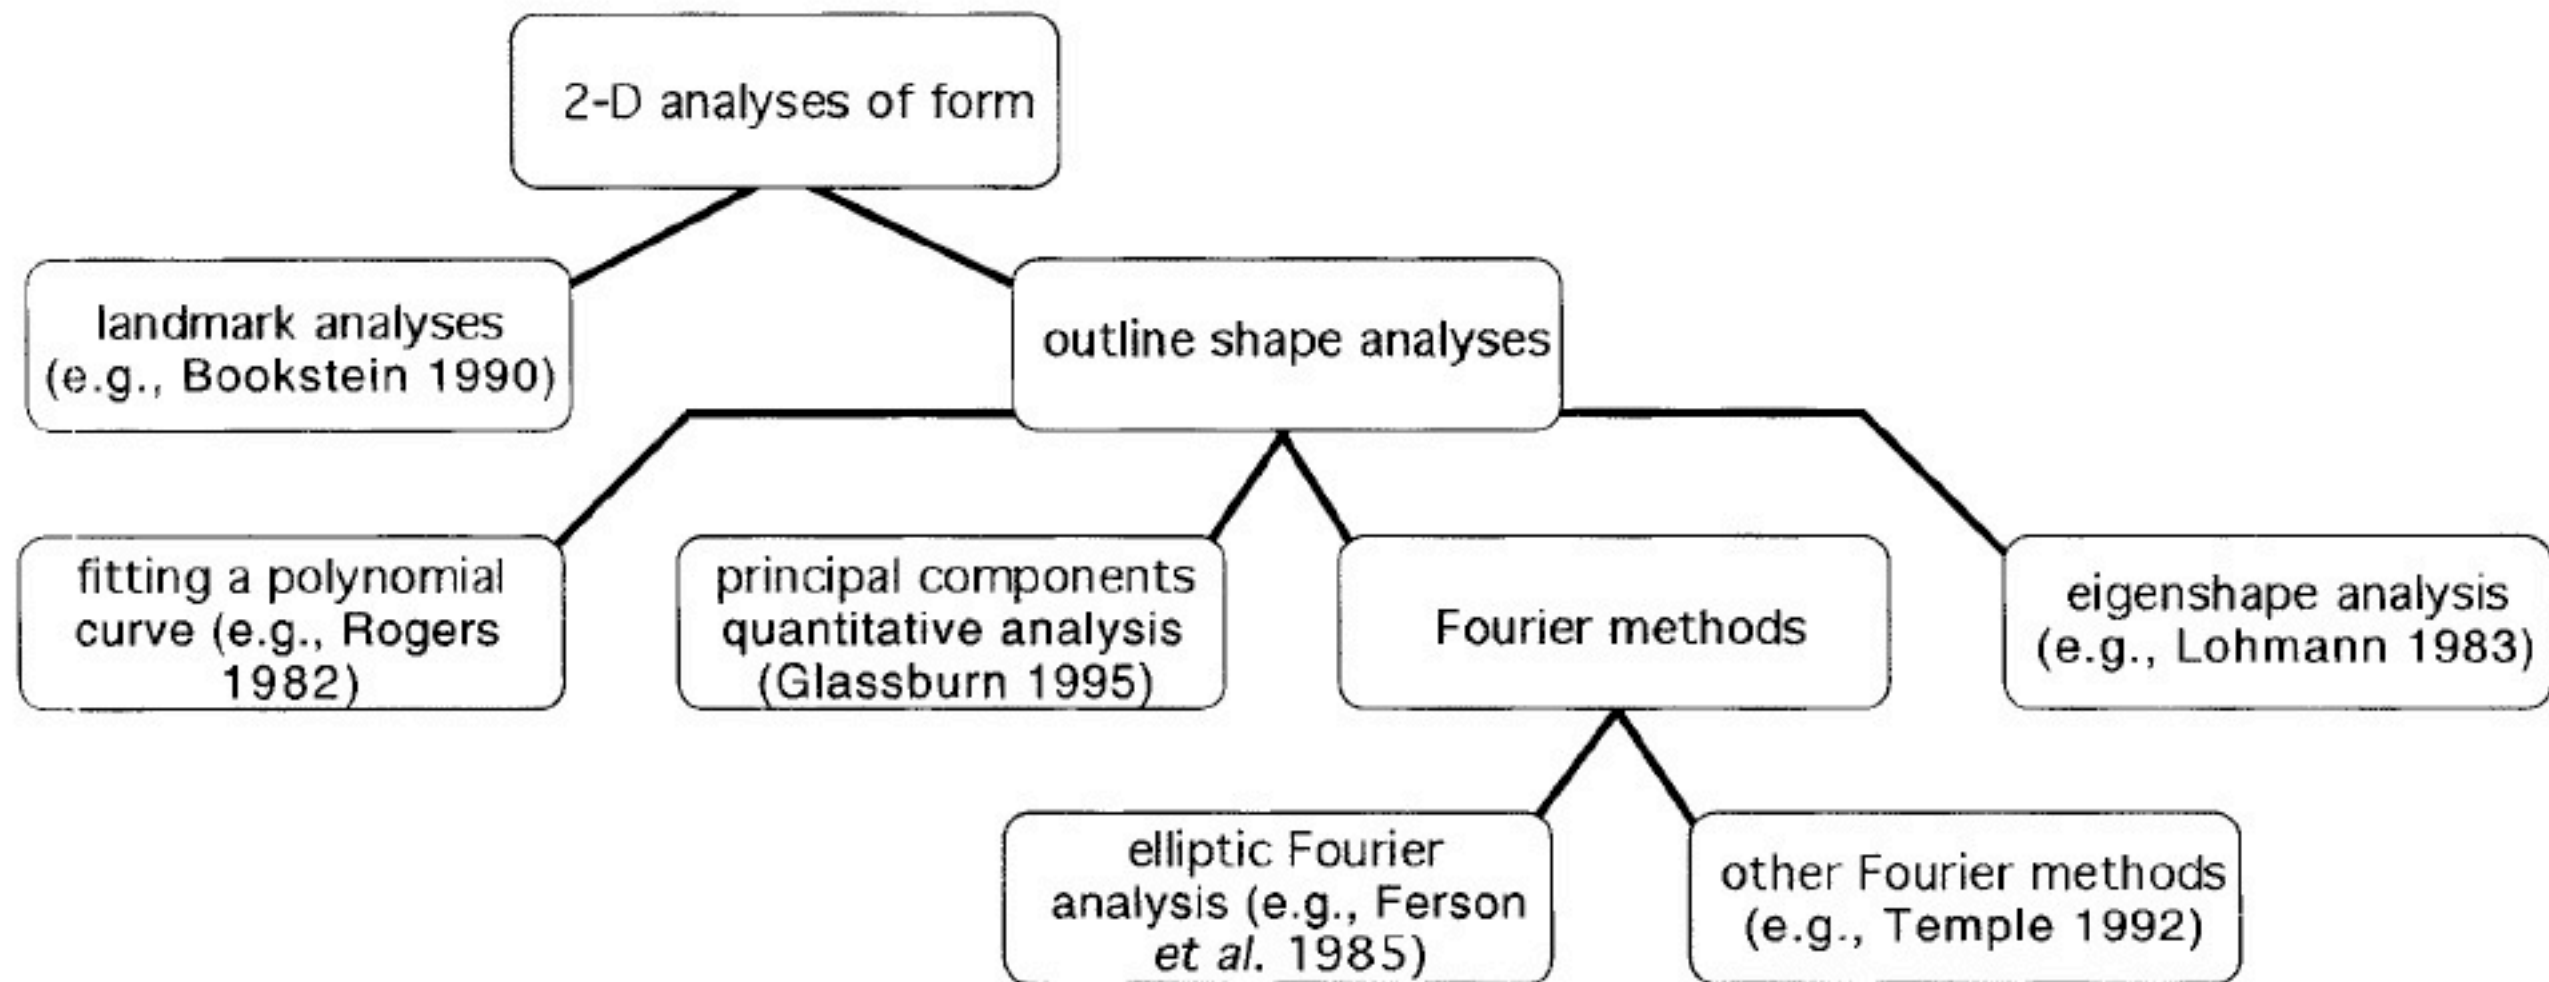 2-D analyses of form
landmark analyses
(e.g., Bookstein 1990)
outline shape analyses
fitting a polynomial
curve (e.g., Rogers
1982)
principal components
quantitative analysis
(Glassburn 1995)
Fourier methods
eigenshape analysis
(e.g., Lohmann 1983)
elliptic Fourier
analysis (e.g., Ferson
et al. 1985)
other Fourier methods
(e.g., Temple 1992)